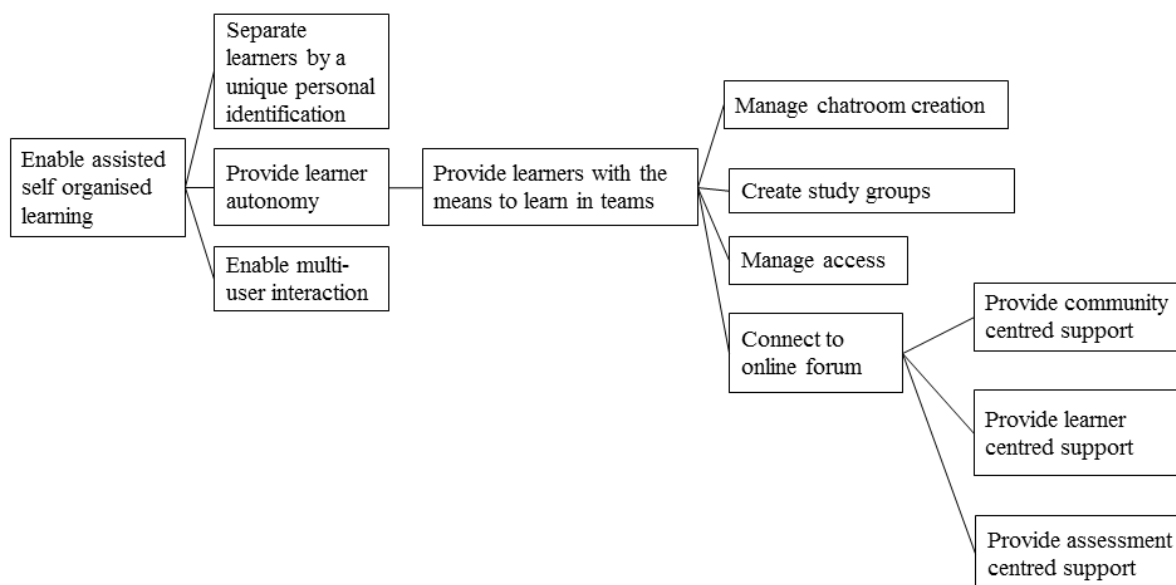 Separate
learners by a
unique personal
identification
Enable assisted
self organised
learning
Provide learner
autonomy
Enable multi-
user interaction
Provide learners with the
means to learn in teams
Manage chatroom creation
Create study groups
Manage access
Connect to
online forum
Provide community
centred support
Provide learner
centred support
Provide assessment
centred support